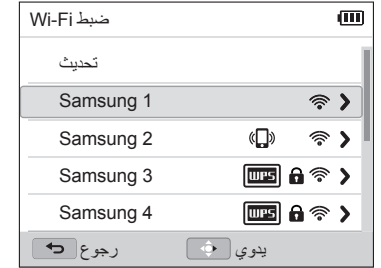 ضبط Wi-Fi
تحديث
Samsung 1
Samsung 2
Samsung 3 WPS
Samsung 4 WPS
رجوع يدوي